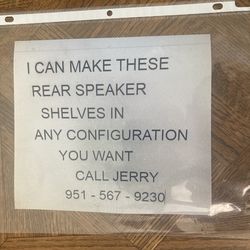 I CAN MAKE THESE
REAR SPEAKER
SHELVES IN
ANY CONFIGURATION
YOU WANT
CALL JERRY
951 - 567 - 9230